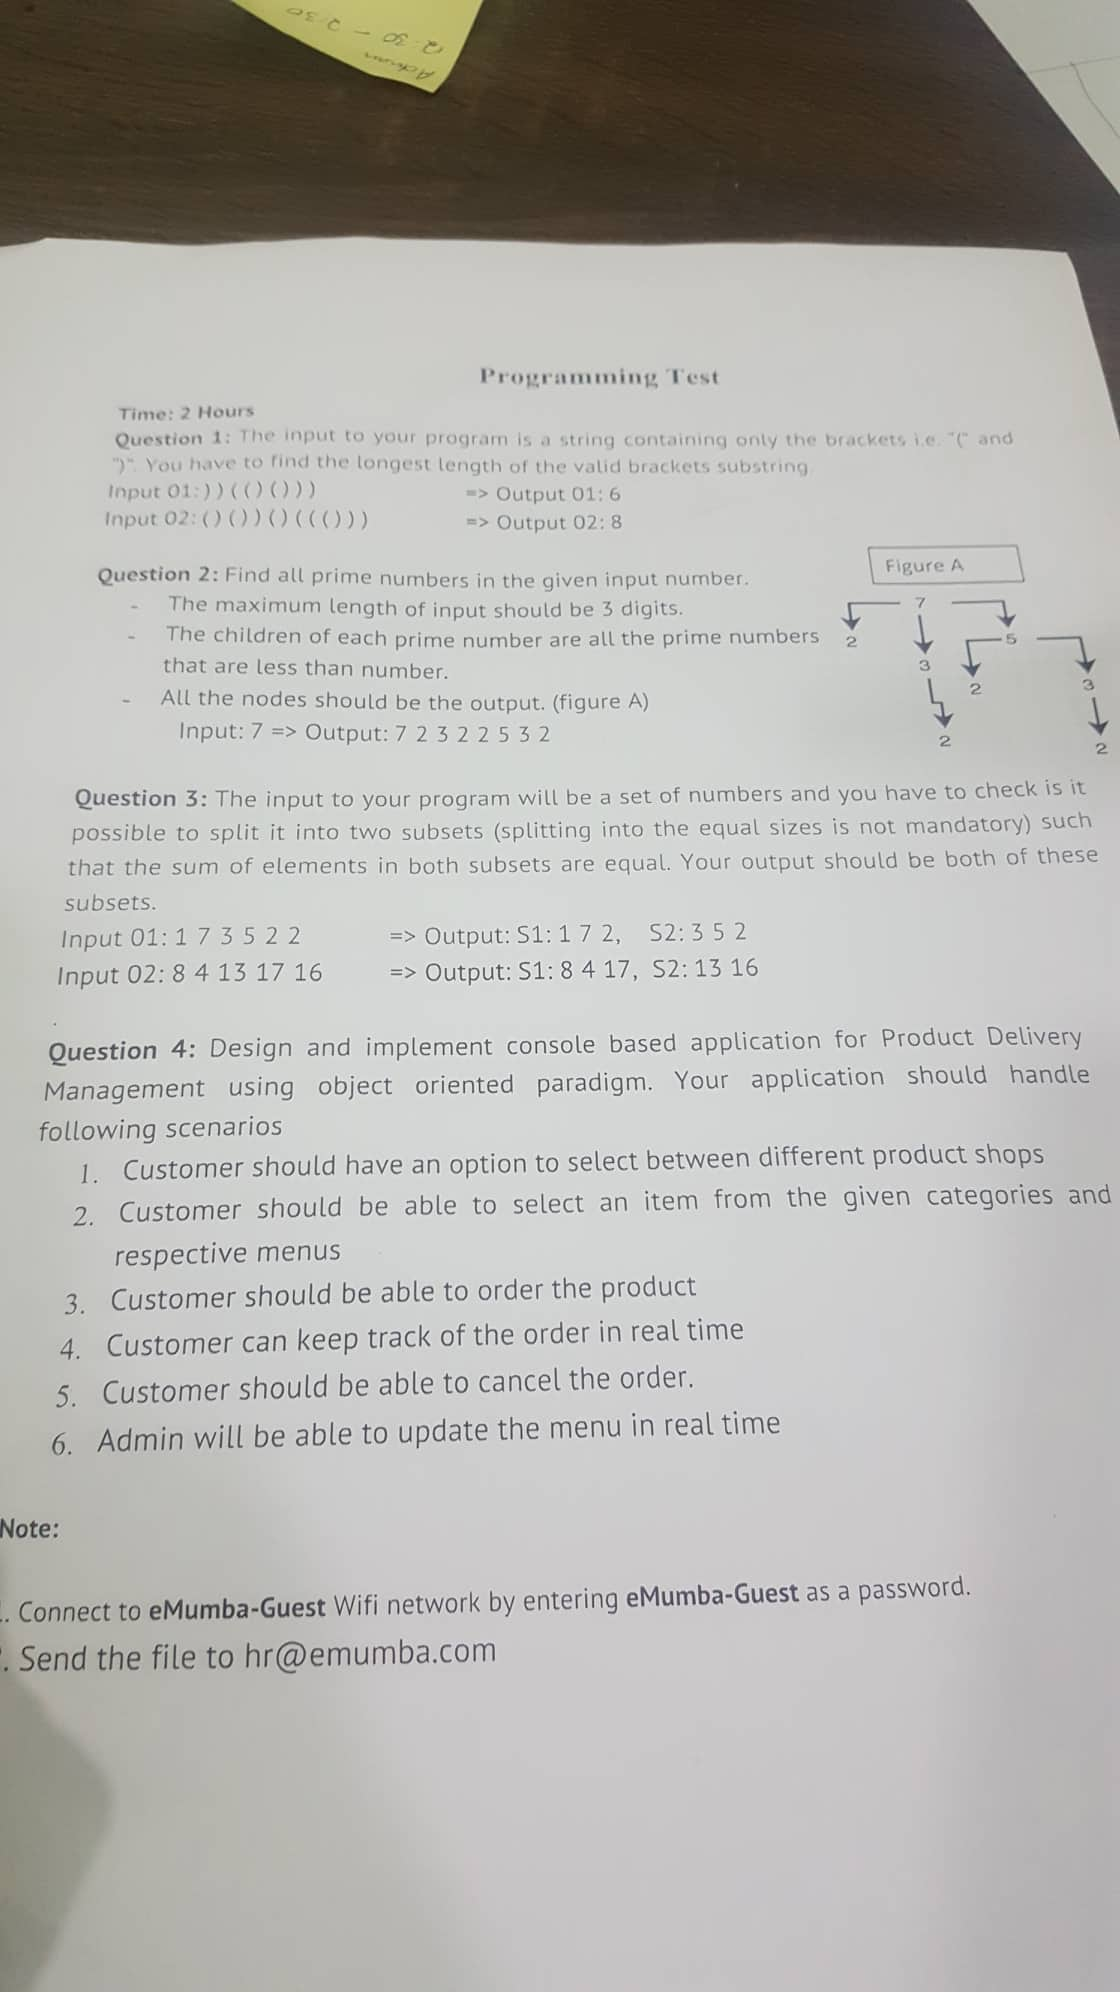 Adnan
12:30 - 2:30
Programming Test
Time: 2 Hours
Question 1: The input to your program is a string containing only the brackets i.e. "(" and
")". You have to find the longest length of the valid brackets substring.
Input 01: ) ) ( ( ) ( ) ) ) => Output 01: 6
Input 02: ( ) ( ) ) ( ) ( ( ( ) ) ) => Output 02: 8
Question 2: Find all prime numbers in the given input number.
- The maximum length of input should be 3 digits.
- The children of each prime number are all the prime numbers
that are less than number.
- All the nodes should be the output. (figure A)
Input: 7 => Output: 7 2 3 2 2 5 3 2
Figure A
7
2
5
3
2
3
2
2
Question 3: The input to your program will be a set of numbers and you have to check is it
possible to split it into two subsets (splitting into the equal sizes is not mandatory) such
that the sum of elements in both subsets are equal. Your output should be both of these
subsets.
Input 01: 1 7 3 5 2 2 => Output: S1: 1 7 2, S2: 3 5 2
Input 02: 8 4 13 17 16 => Output: S1: 8 4 17, S2: 13 16
Question 4: Design and implement console based application for Product Delivery
Management using object oriented paradigm. Your application should handle
following scenarios
1. Customer should have an option to select between different product shops
2. Customer should be able to select an item from the given categories and
respective menus
3. Customer should be able to order the product
4. Customer can keep track of the order in real time
5. Customer should be able to cancel the order.
6. Admin will be able to update the menu in real time
Note:
. Connect to eMumba-Guest Wifi network by entering eMumba-Guest as a password.
. Send the file to hr@emumba.com